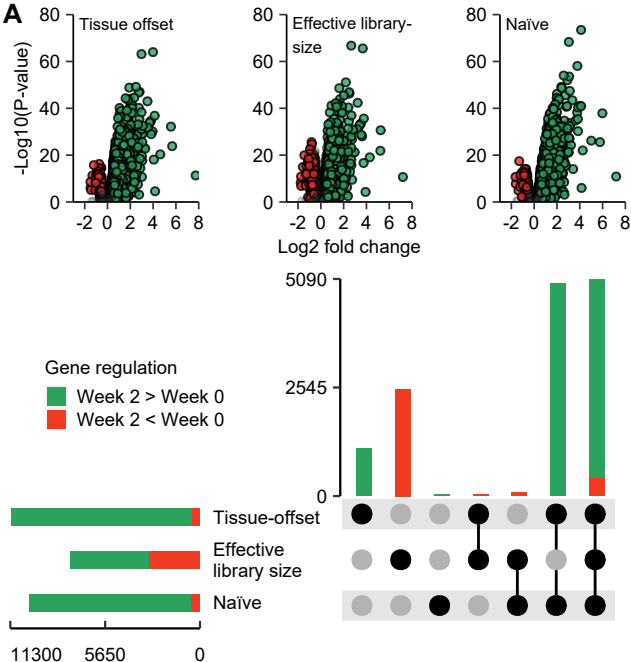 A
80
60
40
20
0
-Log10(P-value)
Tissue offset
-2 0 2 4 6 8
80
60
40
20
0
Effective library-
size
-2 0 2 4 6 8
80
60
40
20
0
Naïve
-2 0 2 4 6 8
Log2 fold change
5090
2545
0
Gene regulation
Week 2 > Week 0
Week 2 < Week 0
Tissue-offset
Effective
library size
Naïve
11300 5650 0